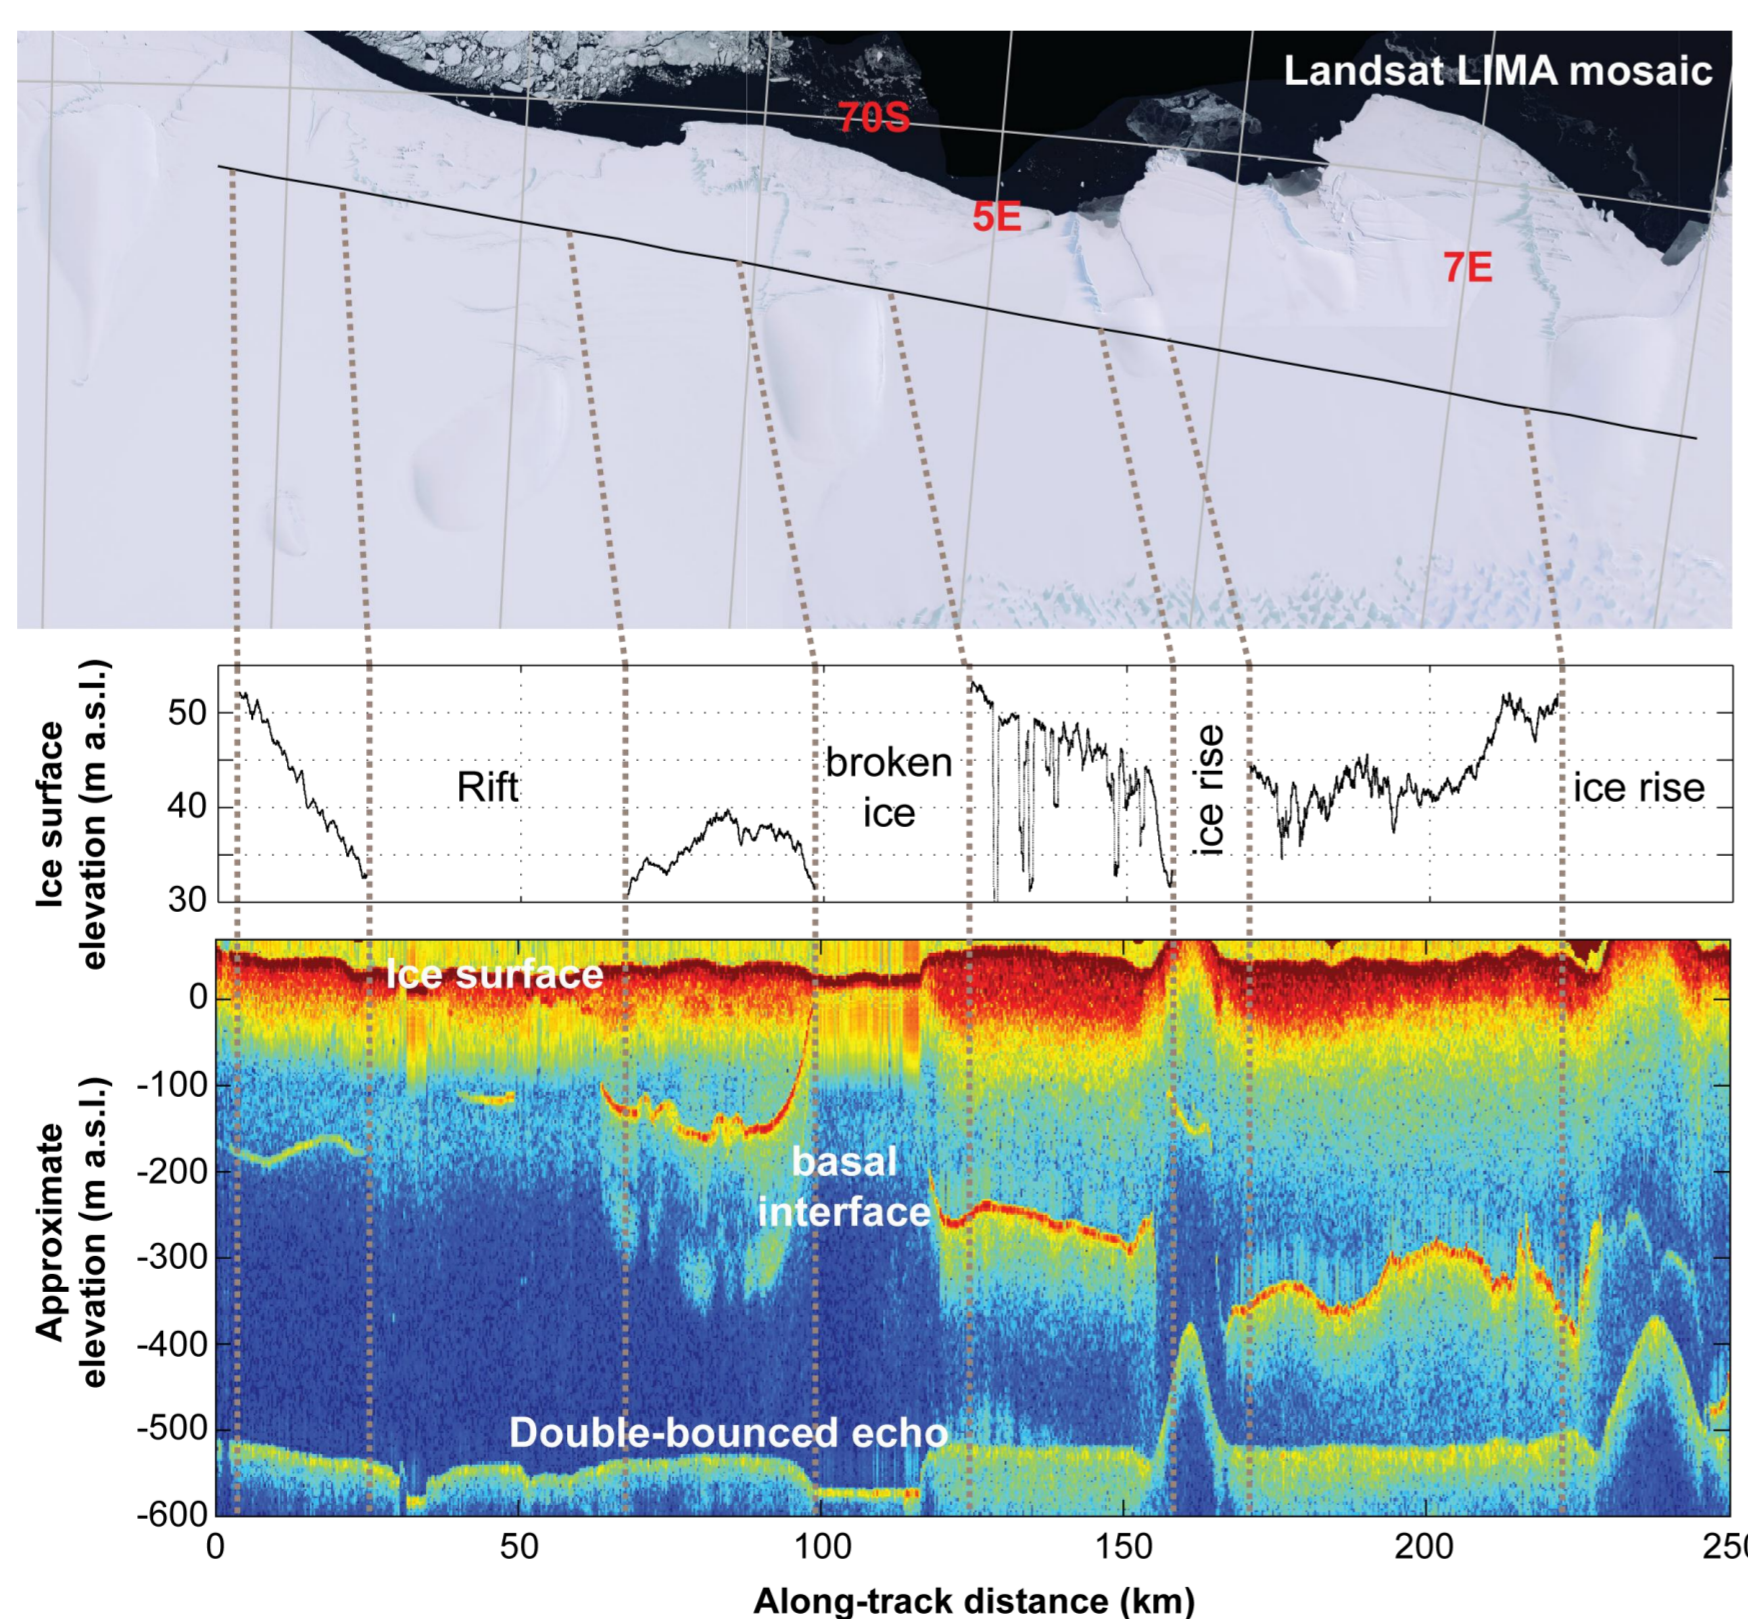 Landsat LIMA mosaic
70S
5E
7E
Ice surface
elevation (m a.s.l.)
50
40
30
Rift
broken
ice
ice rise
ice rise
Approximate
elevation (m a.s.l.)
0
-100
-200
-300
-400
-500
-600
Ice surface
basal
interface
Double-bounced echo
0
50
100
150
200
25
Along-track distance (km)